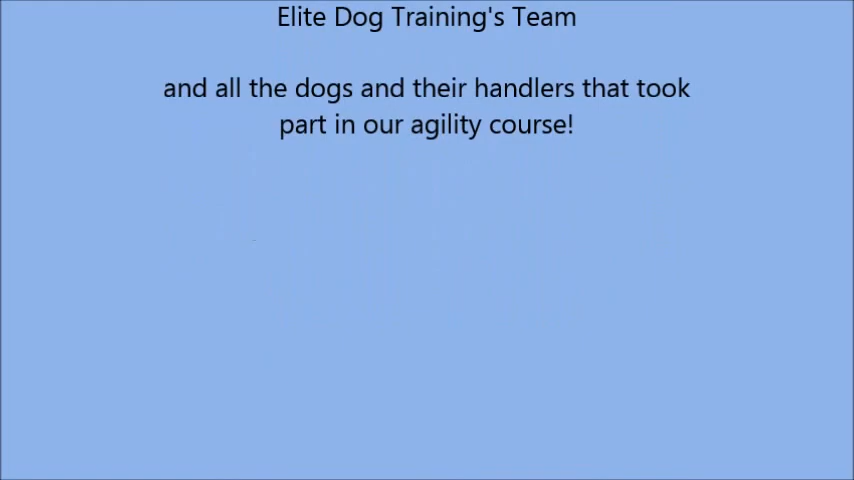 Elite Dog Training's Team
and all the dogs and their handlers that took
part in our agility course!